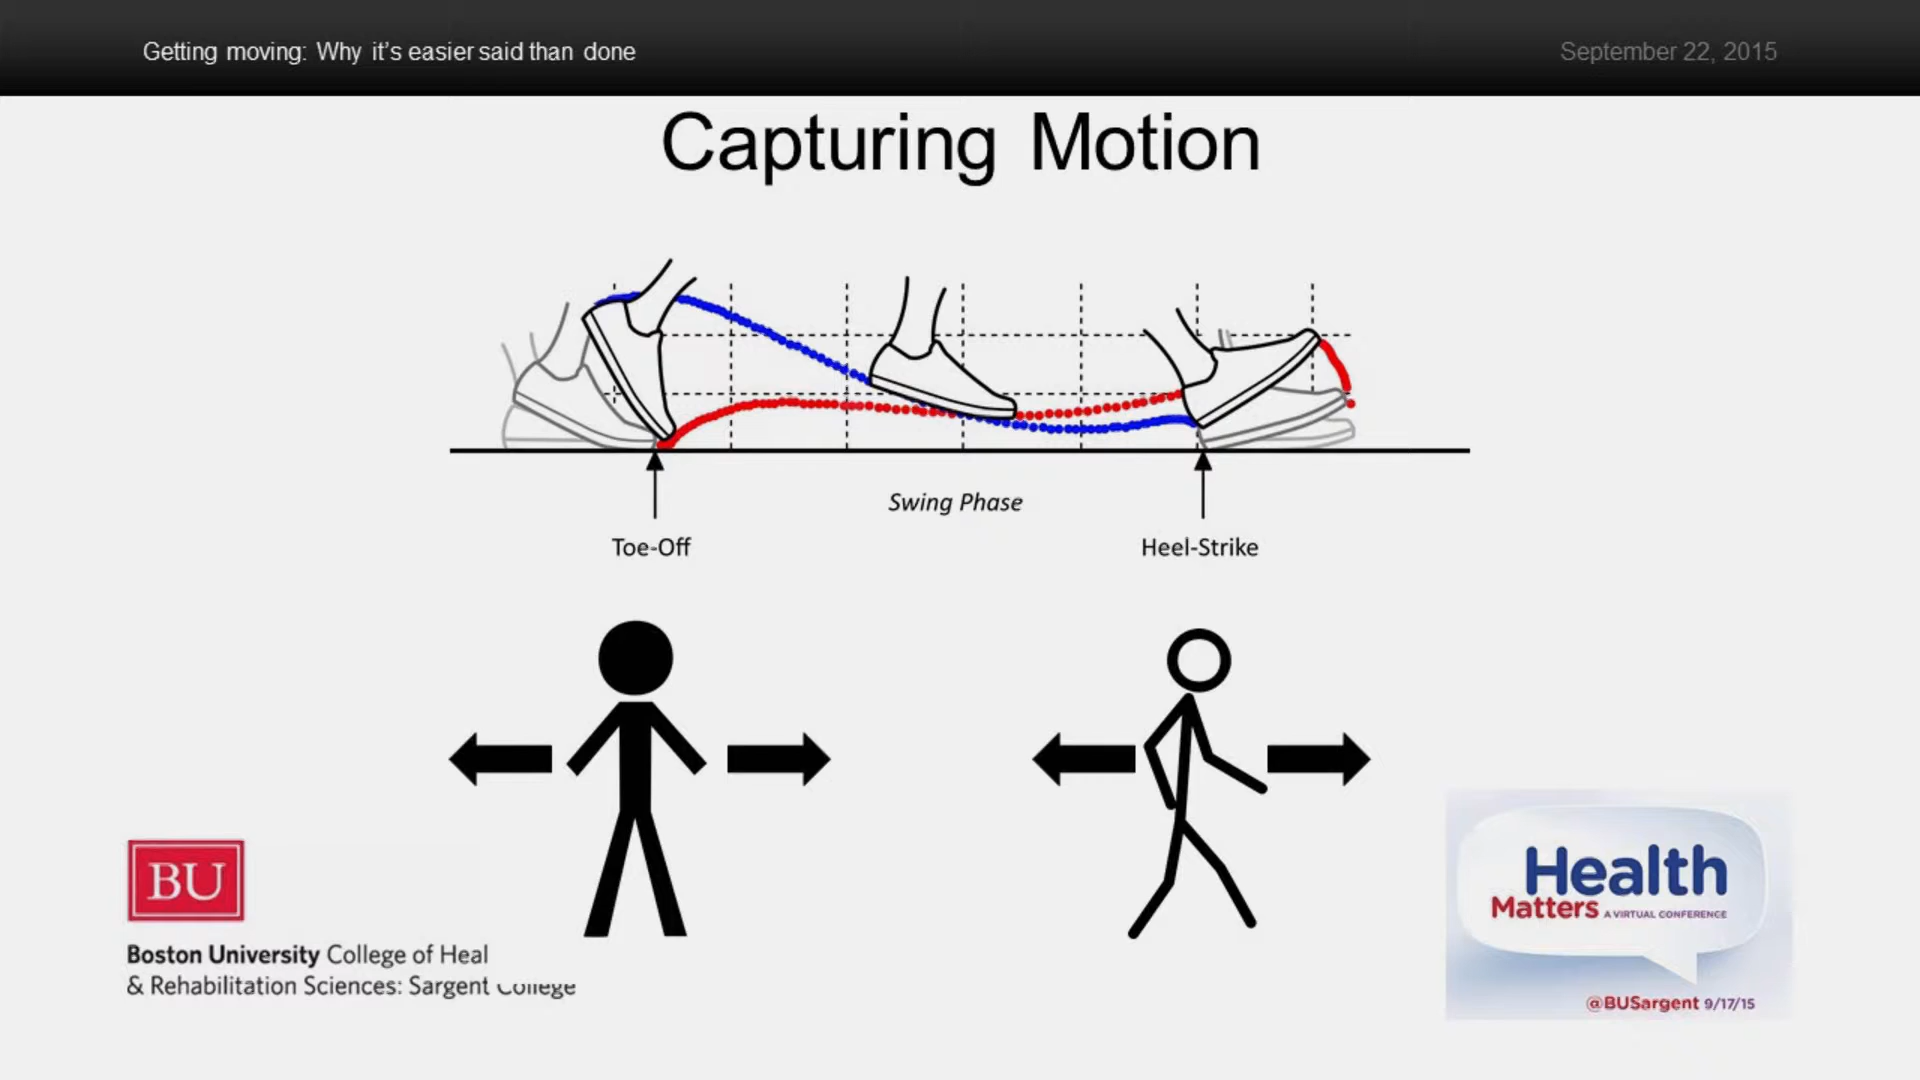 Getting moving: Why it's easier said than done
September 22, 2015
Capturing Motion
Swing Phase
Toe-Off
Heel-Strike
BU
Boston University College of Heal
& Rehabilitation Sciences: Sargent College
Health
Matters A VIRTUAL CONFERENCE
@BUSargent 9/17/15